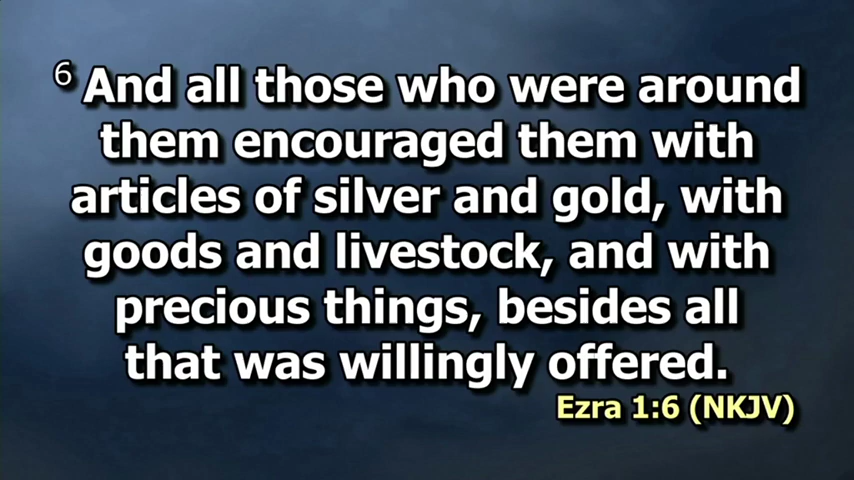 6 And all those who were around
them encouraged them with
articles of silver and gold, with
goods and livestock, and with
precious things, besides all
that was willingly offered.
Ezra 1:6 (NKJV)